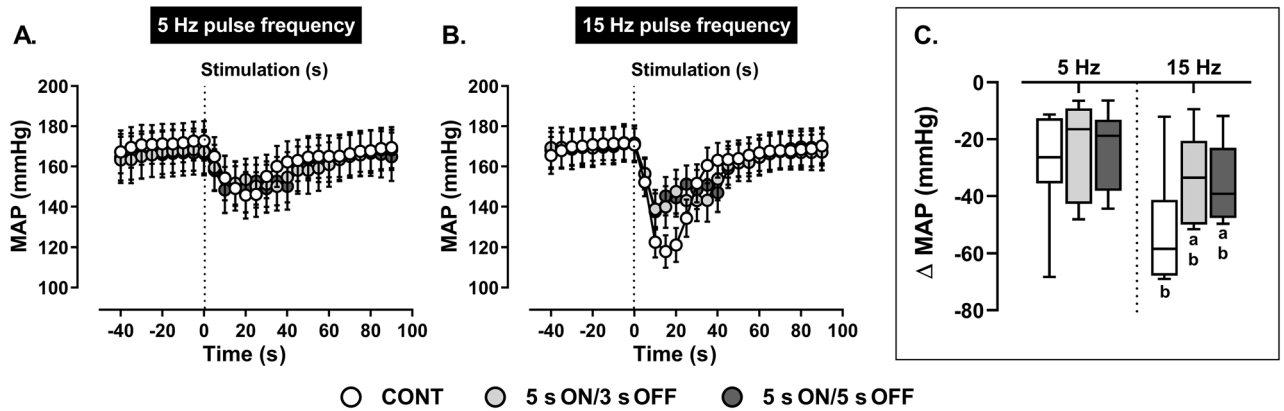 A.
5 Hz pulse frequency
Stimulation (s)
MAP (mmHg)
200
180
160
140
120
100
-40 -20 0 20 40 60 80 100
Time (s)
B.
15 Hz pulse frequency
Stimulation (s)
MAP (mmHg)
200
180
160
140
120
100
-40 -20 0 20 40 60 80 100
Time (s)
C.
5 Hz 15 Hz
Δ MAP (mmHg)
0
-20
-40
-60
-80
b
a
b
a
b
CONT 5 s ON/3 s OFF 5 s ON/5 s OFF